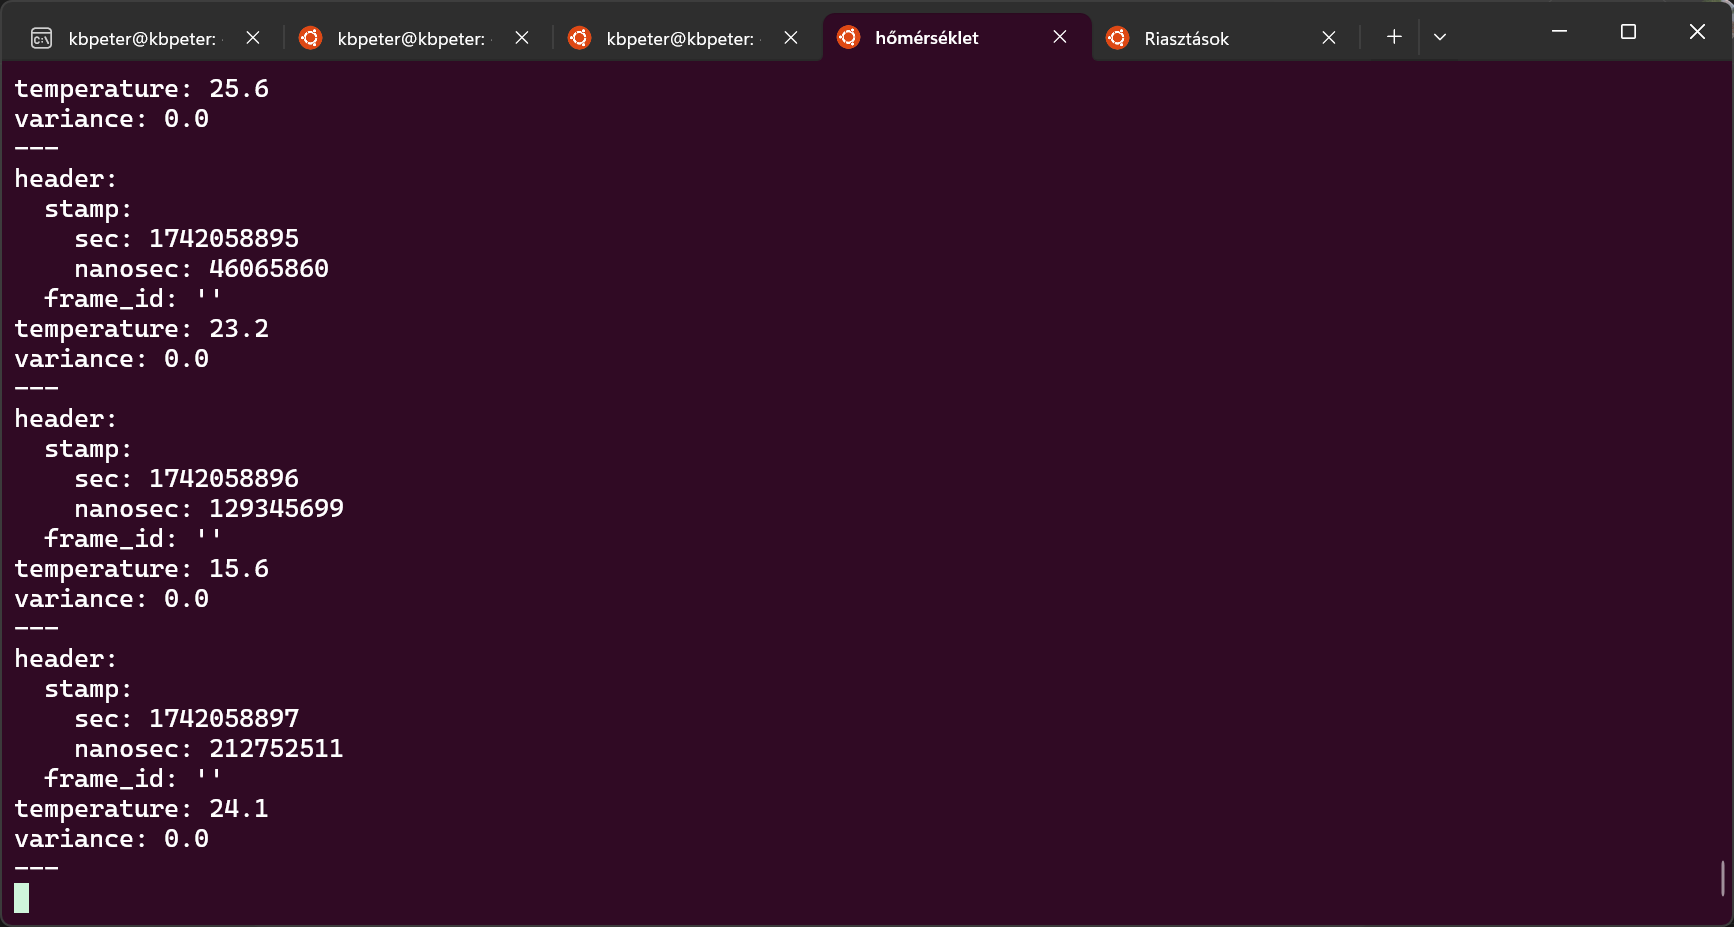 kbpeter@kbpeter: kbpeter@kbpeter: kbpeter@kbpeter: hőmérséklet Riasztások
temperature: 25.6
variance: 0.0
---
header:
  stamp:
    sec: 1742058895
    nanosec: 46065860
  frame_id: ''
temperature: 23.2
variance: 0.0
---
header:
  stamp:
    sec: 1742058896
    nanosec: 129345699
  frame_id: ''
temperature: 15.6
variance: 0.0
---
header:
  stamp:
    sec: 1742058897
    nanosec: 212752511
  frame_id: ''
temperature: 24.1
variance: 0.0
---